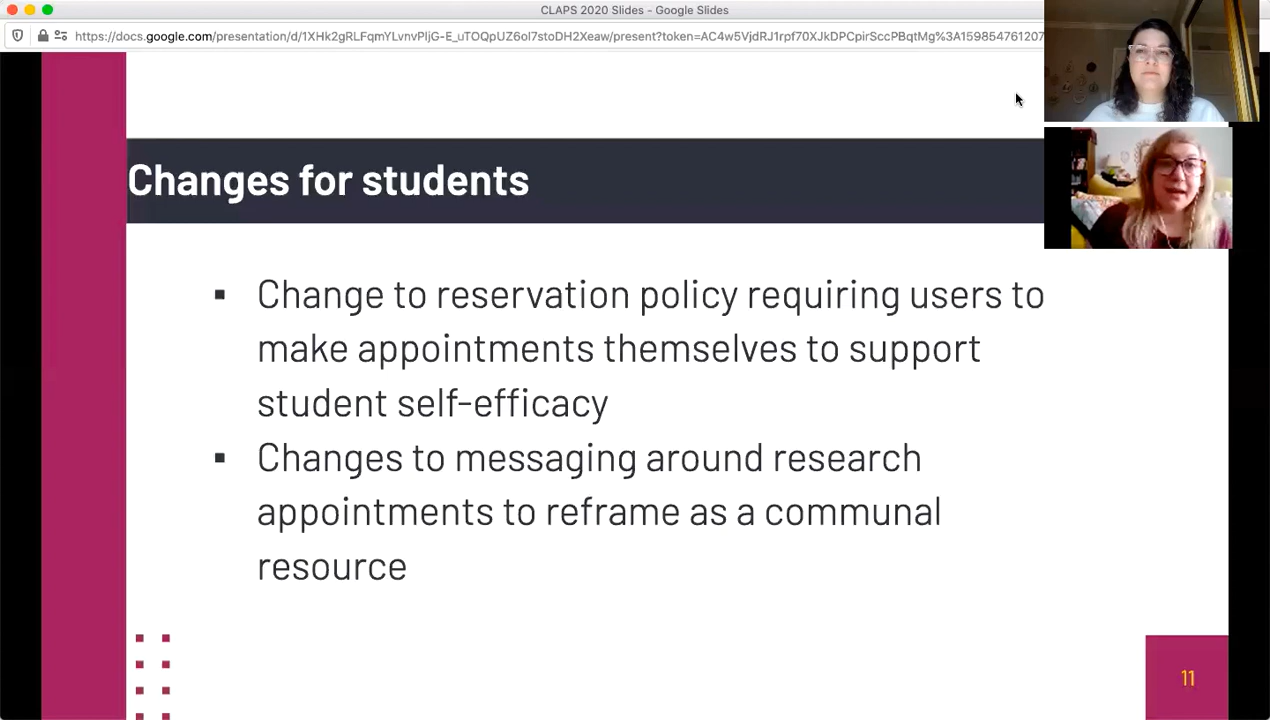 CLAPS 2020 Slides - Google Slides
https://docs.google.com/presentation/d/1XHk2gRLFqmYLvnvPljG-E_uTOQpUZ6ol7stoDH2Xeaw/present?token=AC4w5VjdRJ1rpf70XJkDPCpirSccPBqtMg%3A159854761207
Changes for students
▪ Change to reservation policy requiring users to
make appointments themselves to support
student self-efficacy
▪ Changes to messaging around research
appointments to reframe as a communal
resource
11